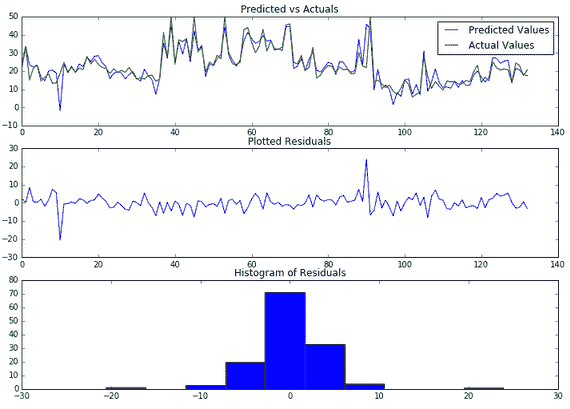 Predicted vs Actuals
50
40
30
20
10
0
-10
Predicted Values
Actual Values
0 20 40 60 80 100 120 140
Plotted Residuals
30
20
10
0
-10
-20
-30
0 20 40 60 80 100 120 140
Histogram of Residuals
80
70
60
50
40
30
20
10
0
-30 -20 -10 0 10 20 30